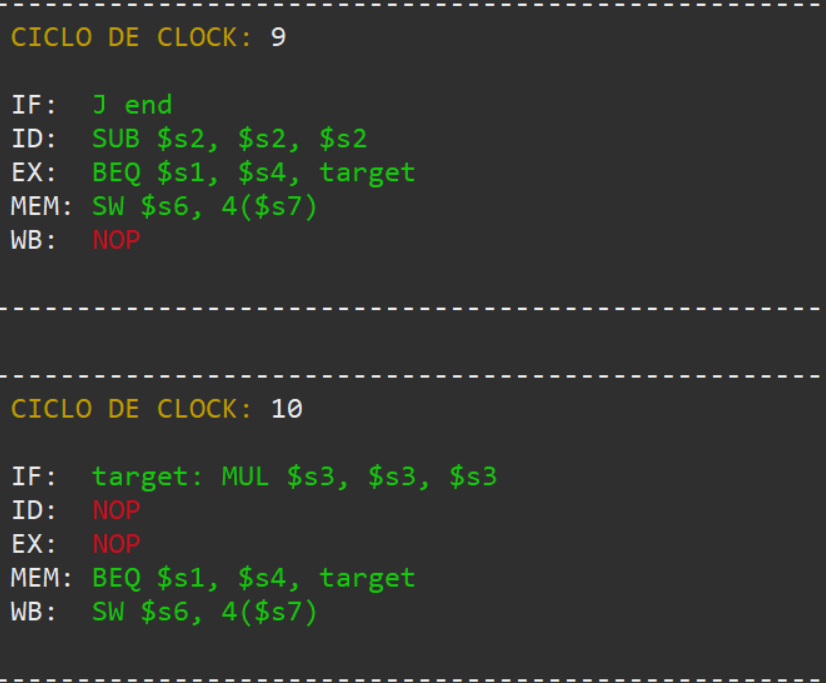 CICLO DE CLOCK: 9
IF: J end
ID: SUB $s2, $s2, $s2
EX: BEQ $s1, $s4, target
MEM: SW $s6, 4($s7)
WB: NOP
CICLO DE CLOCK: 10
IF: target: MUL $s3, $s3, $s3
ID: NOP
EX: NOP
MEM: BEQ $s1, $s4, target
WB: SW $s6, 4($s7)